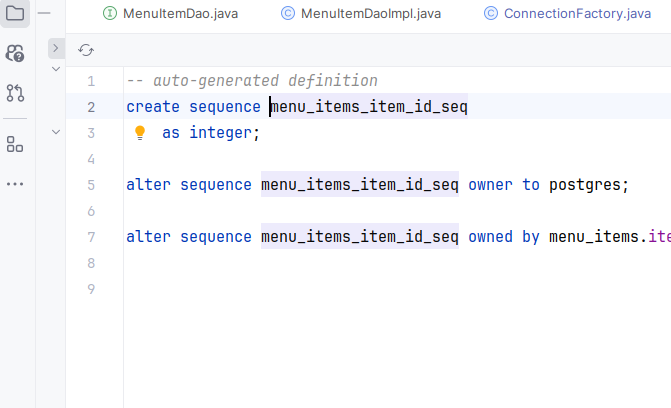 MenuItemDao.java MenuItemDaoImpl.java ConnectionFactory.java
1 -- auto-generated definition
2 create sequence menu_items_item_id_seq
3 as integer;
4
5 alter sequence menu_items_item_id_seq owner to postgres;
6
7 alter sequence menu_items_item_id_seq owned by menu_items.ite
8
9